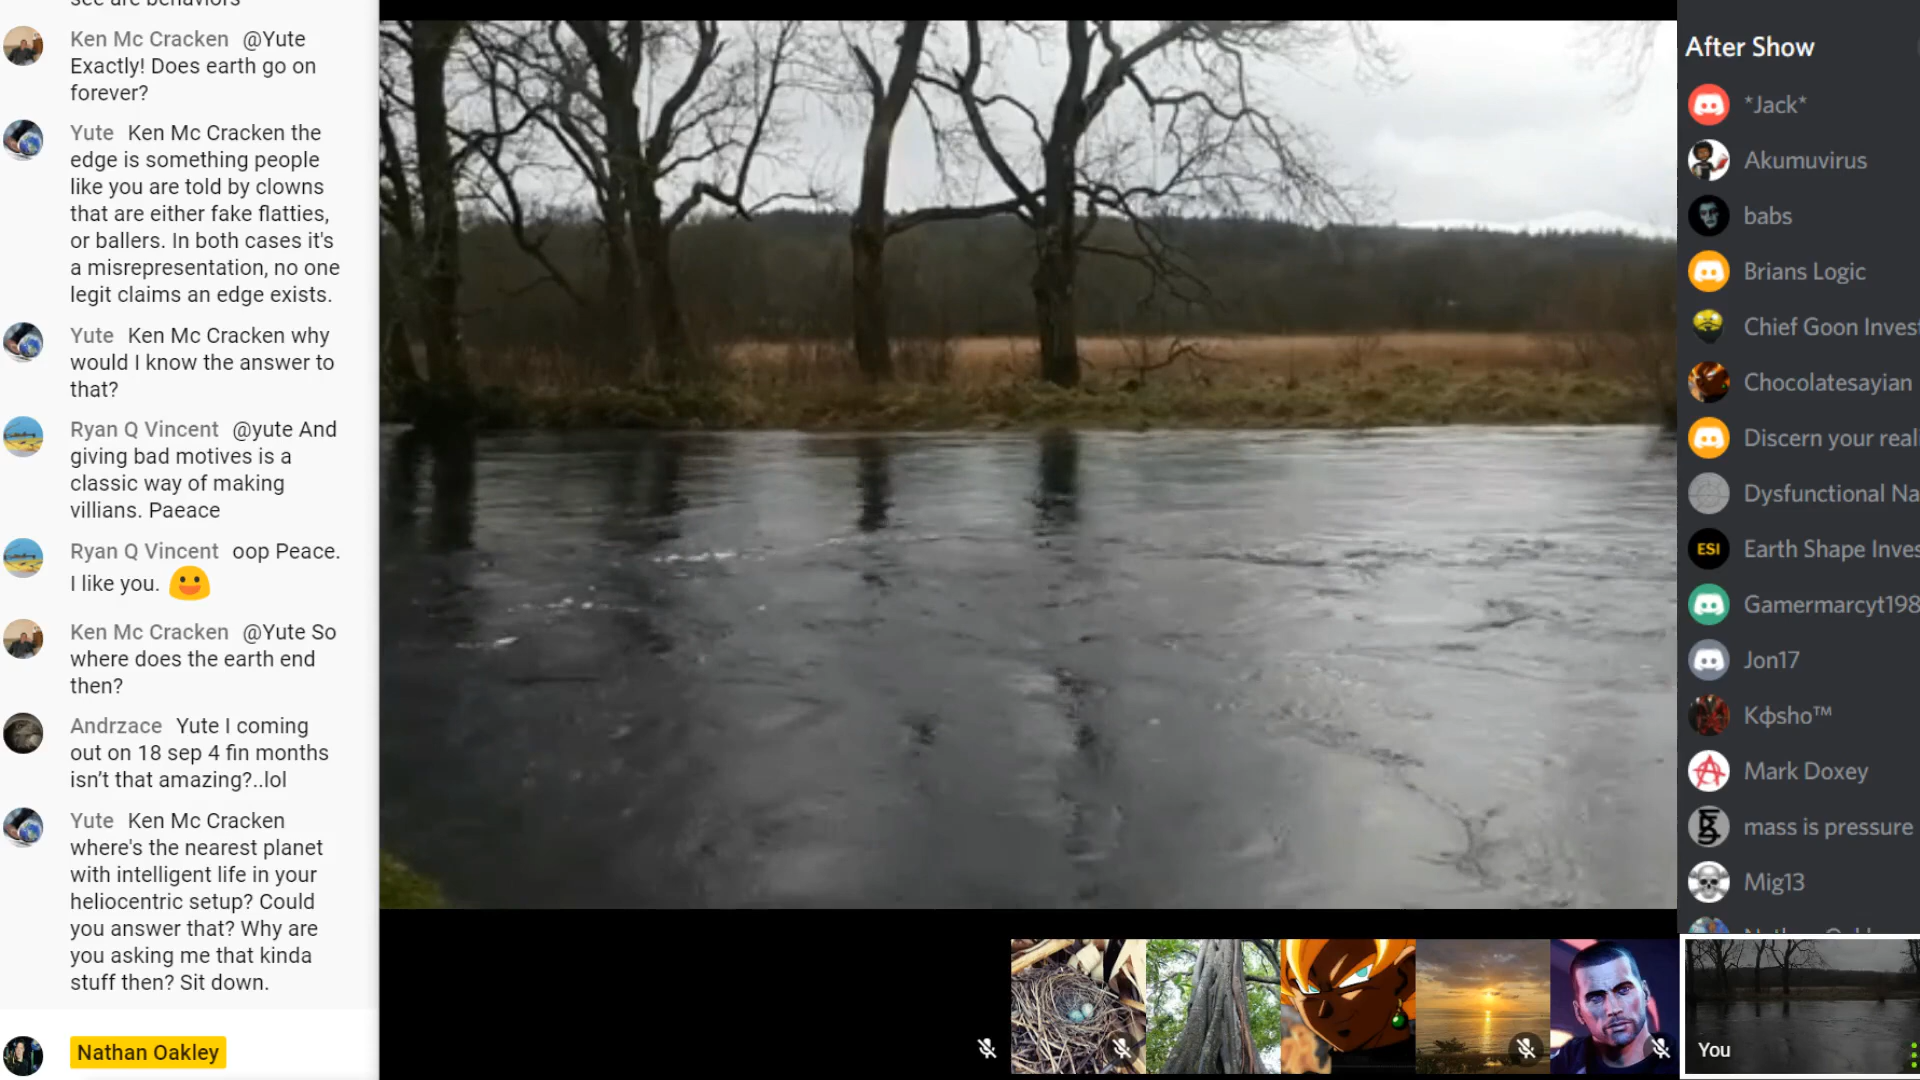 see are behaviors
Ken Mc Cracken @Yute
Exactly! Does earth go on
forever?
Yute Ken Mc Cracken the
edge is something people
like you are told by clowns
that are either fake flatties,
or ballers. In both cases it's
a misrepresentation, no one
legit claims an edge exists.
Yute Ken Mc Cracken why
would I know the answer to
that?
Ryan Q Vincent @yute And
giving bad motives is a
classic way of making
villians. Paeace
Ryan Q Vincent oop Peace.
I like you.
Ken Mc Cracken @Yute So
where does the earth end
then?
Andrzace Yute I coming
out on 18 sep 4 fin months
isn't that amazing?..lol
Yute Ken Mc Cracken
where's the nearest planet
with intelligent life in your
heliocentric setup? Could
you answer that? Why are
you asking me that kinda
stuff then? Sit down.
Nathan Oakley
After Show
*Jack*
Akumuvirus
babs
Brians Logic
Chief Goon Inves
Chocolatesayian
Discern your real
Dysfunctional Na
ESI
Earth Shape Inves
Gamermarcyt198
Jon17
Kфsho™
Mark Doxey
mass is pressure
Mig13
You